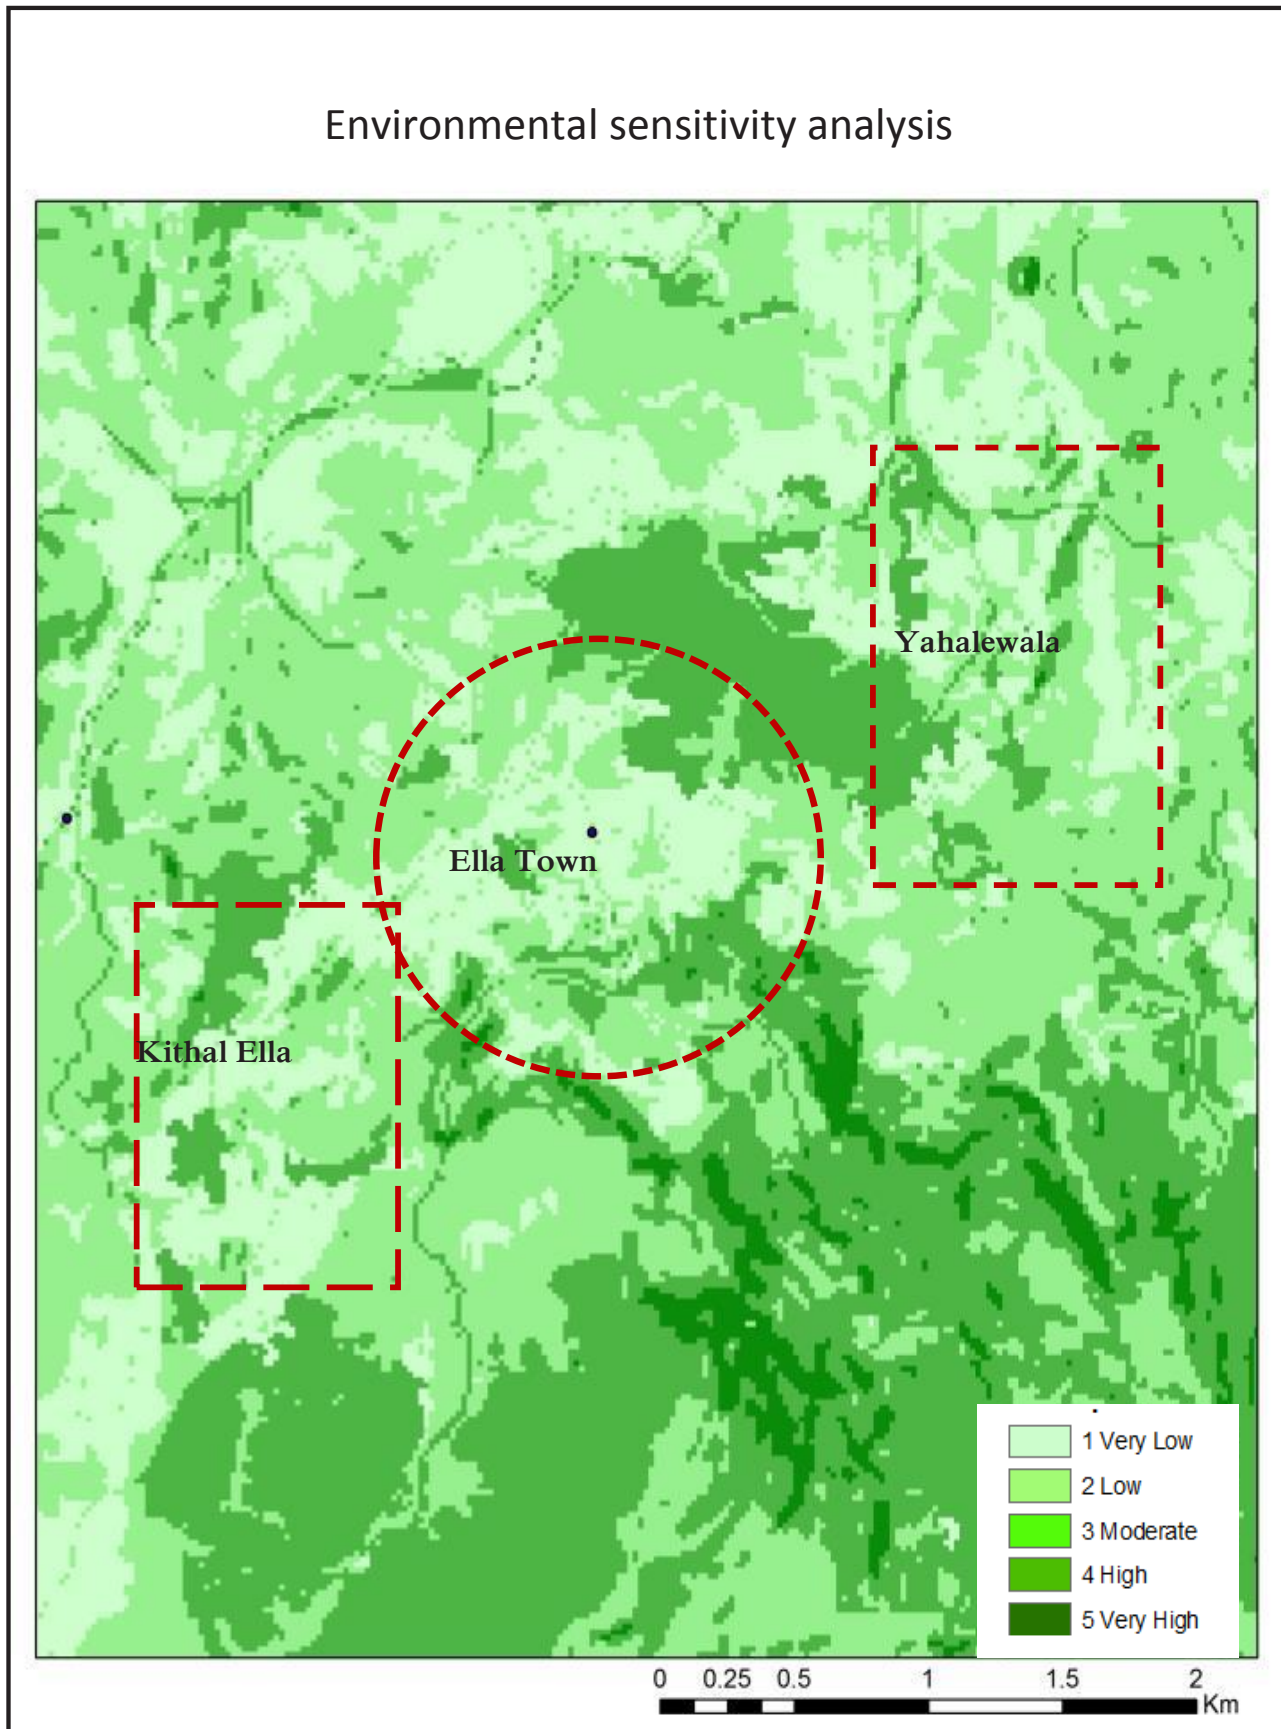 Environmental sensitivity analysis
Yahalewala
Ella Town
Kithal Ella
1 Very Low
2 Low
3 Moderate
4 High
5 Very High
0 0.25 0.5 1 1.5 2
Km